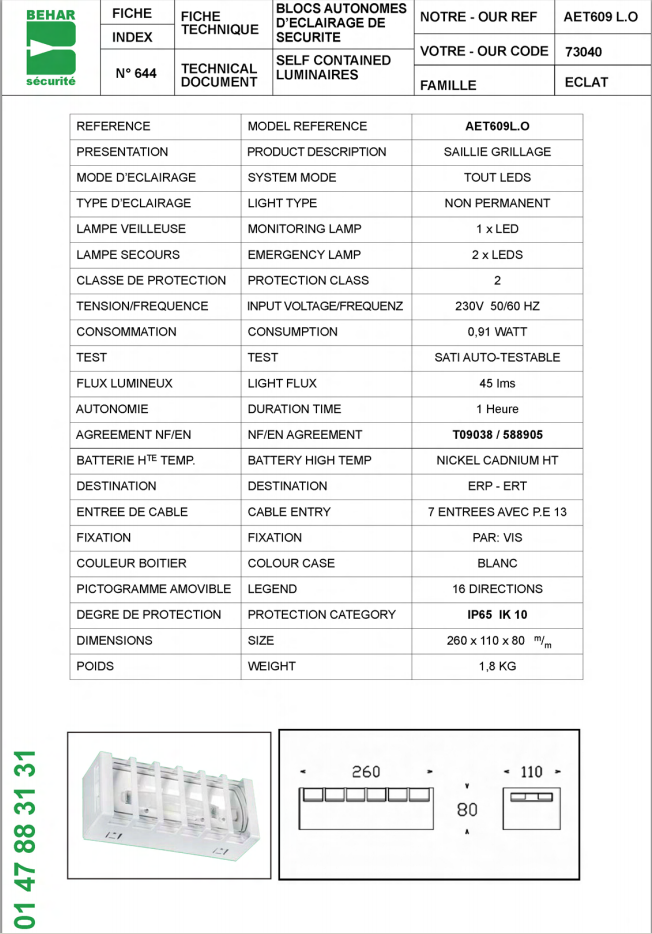 BEHAR
sécurité
FICHE
INDEX
N° 644
FICHE
TECHNIQUE
TECHNICAL
DOCUMENT
BLOCS AUTONOMES
D'ECLAIRAGE DE
SECURITE
SELF CONTAINED
LUMINAIRES
NOTRE - OUR REF AET609 L.O
VOTRE - OUR CODE 73040
FAMILLE ECLAT
REFERENCE MODEL REFERENCE AET609L.O
PRESENTATION PRODUCT DESCRIPTION SAILLIE GRILLAGE
MODE D'ECLAIRAGE SYSTEM MODE TOUT LEDS
TYPE D'ECLAIRAGE LIGHT TYPE NON PERMANENT
LAMPE VEILLEUSE MONITORING LAMP 1 x LED
LAMPE SECOURS EMERGENCY LAMP 2 x LEDS
CLASSE DE PROTECTION PROTECTION CLASS 2
TENSION/FREQUENCE INPUT VOLTAGE/FREQUENZ 230V 50/60 HZ
CONSOMMATION CONSUMPTION 0,91 WATT
TEST TEST SATI AUTO-TESTABLE
FLUX LUMINEUX LIGHT FLUX 45 lms
AUTONOMIE DURATION TIME 1 Heure
AGREEMENT NF/EN NF/EN AGREEMENT T09038 / 588905
BATTERIE HTE TEMP. BATTERY HIGH TEMP NICKEL CADNIUM HT
DESTINATION DESTINATION ERP - ERT
ENTREE DE CABLE CABLE ENTRY 7 ENTREES AVEC P.E 13
FIXATION FIXATION PAR: VIS
COULEUR BOITIER COLOUR CASE BLANC
PICTOGRAMME AMOVIBLE LEGEND 16 DIRECTIONS
DEGRE DE PROTECTION PROTECTION CATEGORY IP65 IK 10
DIMENSIONS SIZE 260 x 110 x 80 m/m
POIDS WEIGHT 1,8 KG
01 47 88 31 31
260
110
80